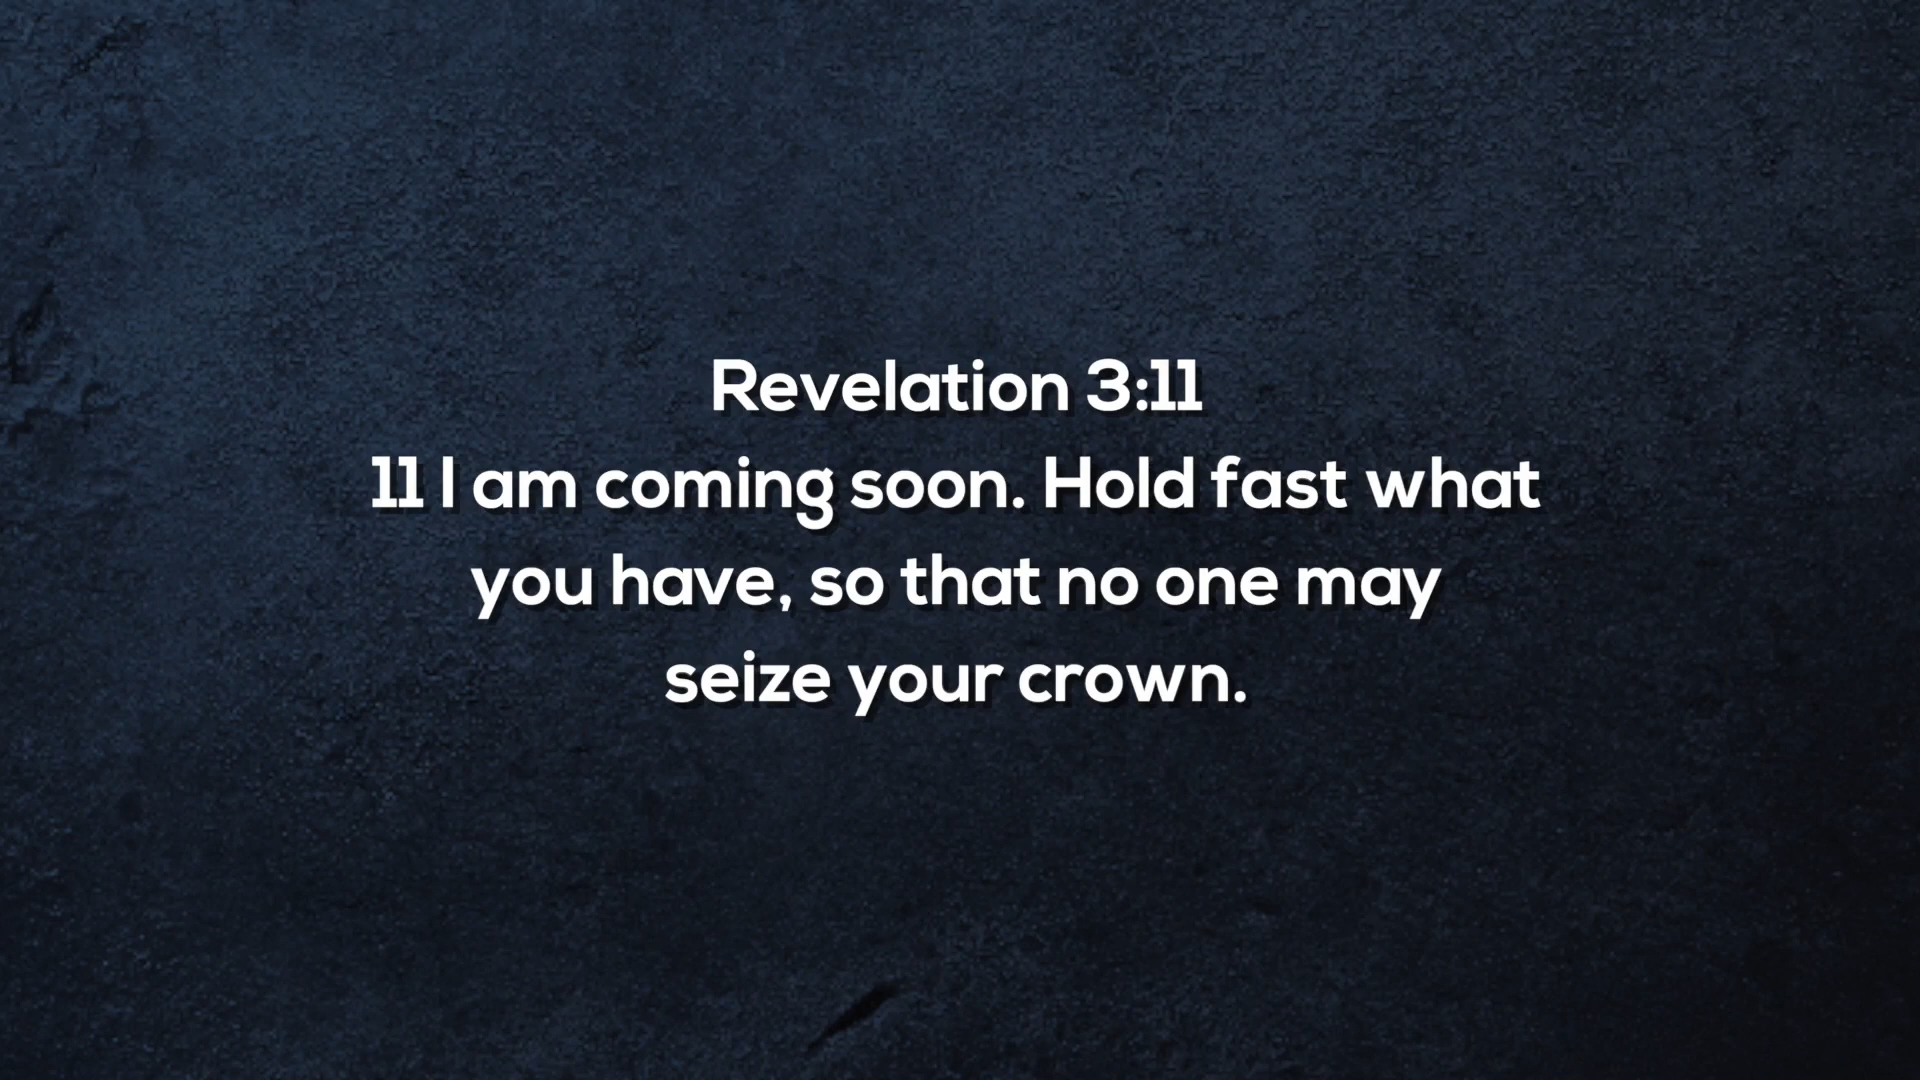 Revelation 3:11
11 I am coming soon. Hold fast what
you have, so that no one may
seize your crown.